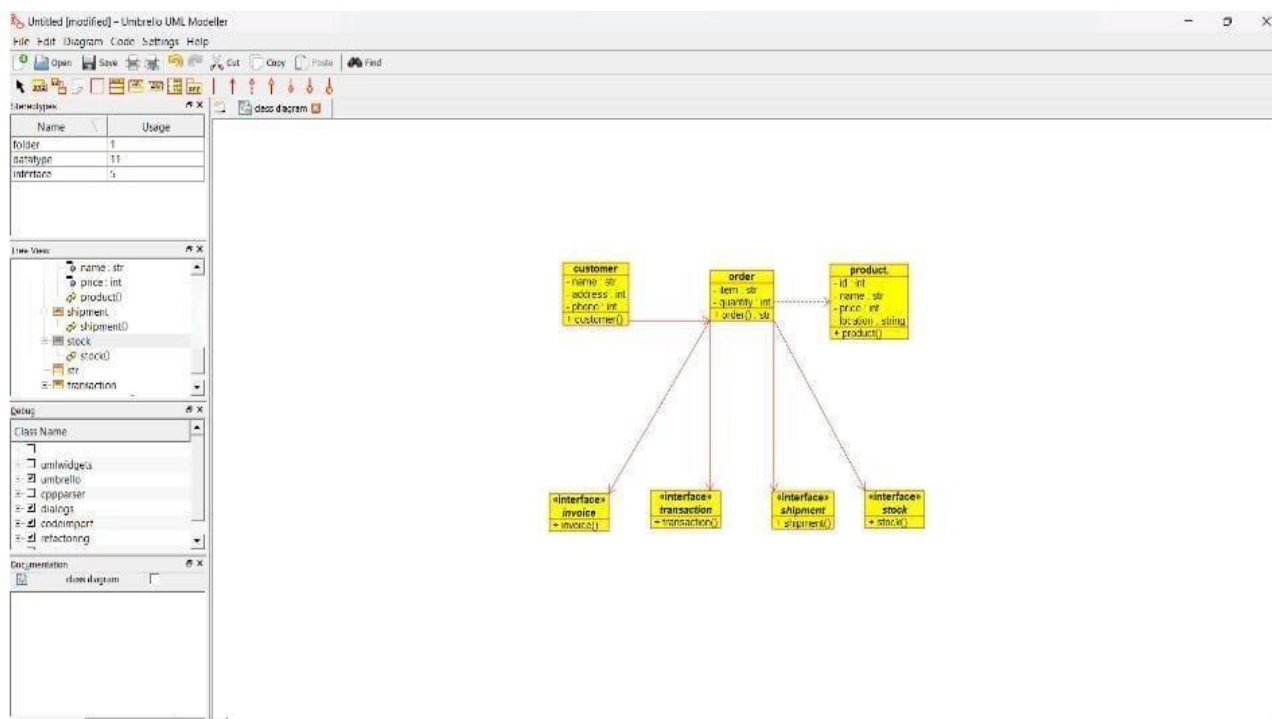 Untitled [modified] – Umbrello UML Modeller
File Edit Diagram Code Settings Help
Open Save Cut Copy Paste Find
Stereotypes
class diagram
Name Usage
folder 1
datatype 11
interface 5
Tree View
name : str
price : int
product()
shipment
shipment()
stock
stock()
str
transaction
Debug
Class Name
umlwidgets
umbrello
cppparser
dialogs
codeimport
refactoring
Documentation
class diagram
customer
- name : str
- address : int
- phone : int
+ customer()
order
- item : str
- quantity : int
+ order() : str
product.
- id : int
- name : str
- price : int
- location : string
+ product()
«interface»
invoice
+ invoice()
«interface»
transaction
+ transaction()
«interface»
shipment
+ shipment()
«interface»
stock
+ stock()